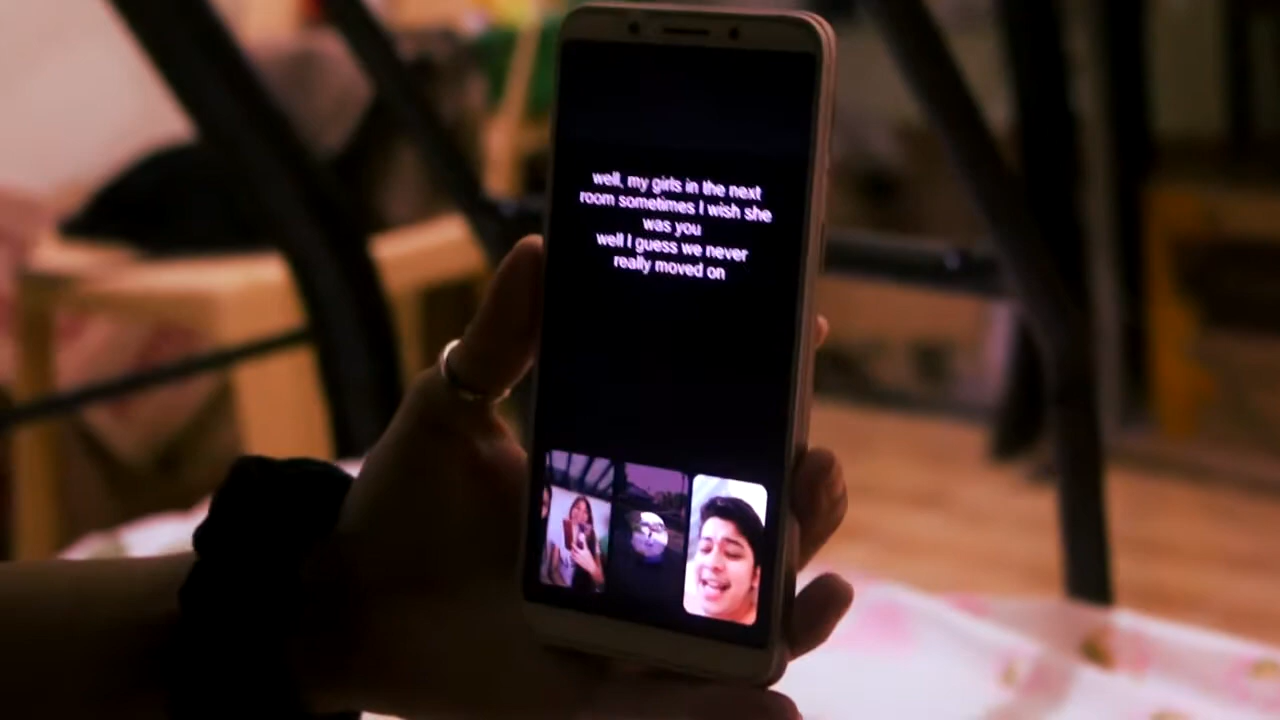 well, my girls in the next
room sometimes I wish she
was you
well I guess we never
really moved on